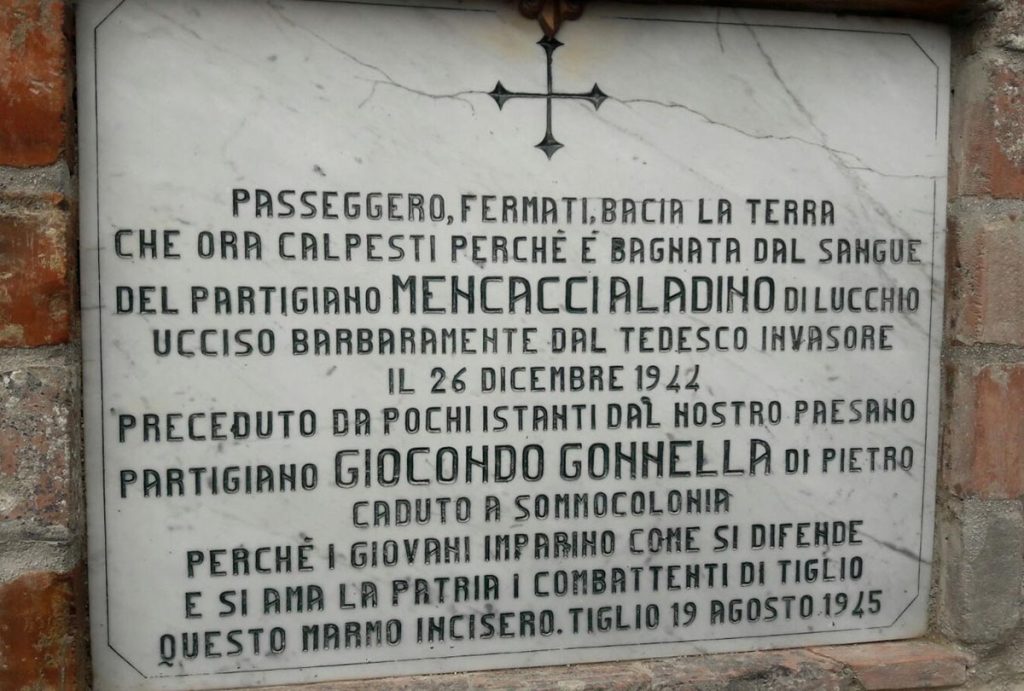 PASSEGGERO, FERMATI, BACIA LA TERRA
CHE ORA CALPESTI PERCHÈ É BAGNATA DAL SANGUE
DEL PARTIGIANO MENCACCI ALADINO DI LUCCHIO
UCCISO BARBARAMENTE DAL TEDESCO INVASORE
IL 26 DICEMBRE 1944
PRECEDUTO DA POCHI ISTANTI DAL NOSTRO PAESANO
PARTIGIANO GIOCONDO GONNELLA DI PIETRO
CADUTO A SOMMOCOLONIA
PERCHÈ I GIOVANI IMPARINO COME SI DIFENDE
E SI AMA LA PATRIA I COMBATTENTI DI TIGLIO
QUESTO MARMO INCISERO. TIGLIO 19 AGOSTO 1945